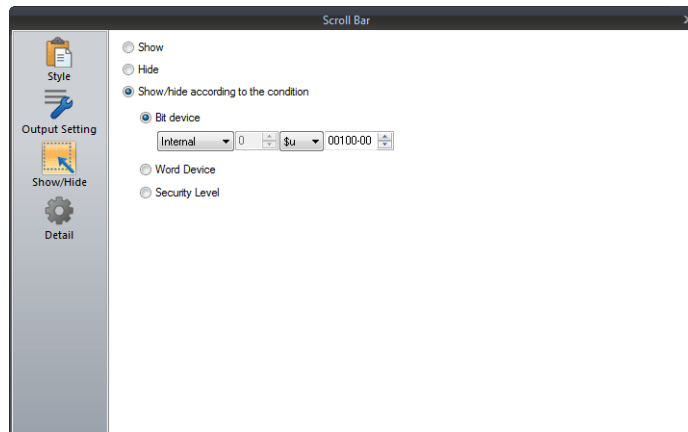 Scroll Bar
Style
Output Setting
Show/Hide
Detail
Show
Hide
Show/hide according to the condition
Bit device
Internal 0 $u 00100-00
Word Device
Security Level